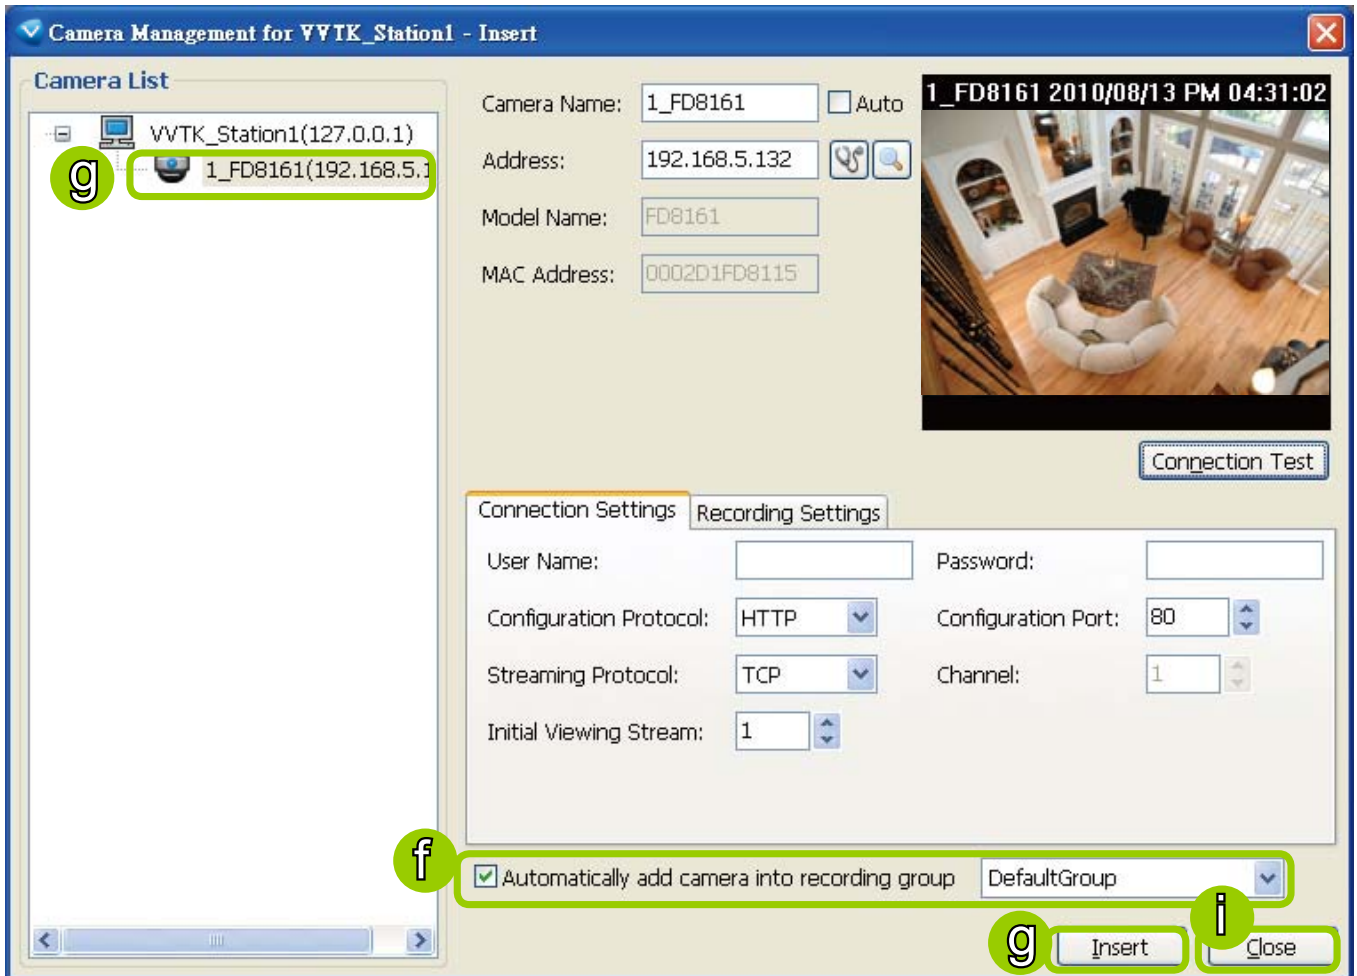 Camera Management for VVTK_Station1 - Insert
Camera List
VVTK_Station1(127.0.0.1)
g
1_FD8161(192.168.5.1
Camera Name:
1_FD8161
Auto
Address:
192.168.5.132
Model Name:
FD8161
MAC Address:
0002D1FD8115
1_FD8161 2010/08/13 PM 04:31:02
Connection Test
Connection Settings
Recording Settings
User Name:
Password:
Configuration Protocol:
HTTP
Configuration Port:
80
Streaming Protocol:
TCP
Channel:
1
Initial Viewing Stream:
1
f
Automatically add camera into recording group
DefaultGroup
g
Insert
i
Close